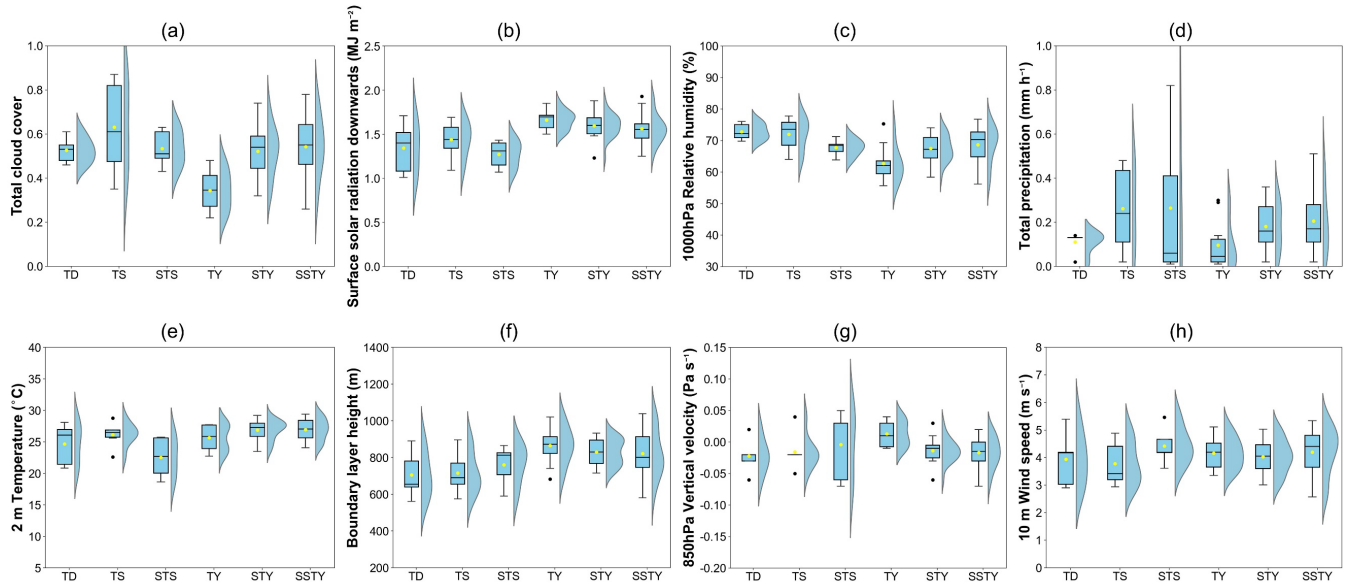 (a)
Total cloud cover
1.0
0.8
0.6
0.4
0.2
0.0
TD TS STS TY STY SSTY
(b)
Surface solar radiation downwards (MJ m⁻²)
2.5
2.0
1.5
1.0
0.5
0.0
TD TS STS TY STY SSTY
(c)
1000hPa Relative humidity (%)
100
90
80
70
60
50
40
30
TD TS STS TY STY SSTY
(d)
Total precipitation (mm h⁻¹)
1.0
0.8
0.6
0.4
0.2
0.0
TD TS STS TY STY SSTY
(e)
2 m Temperature (°C)
40
35
30
25
20
15
10
5
TD TS STS TY STY SSTY
(f)
Boundary layer height (m)
1400
1200
1000
800
600
400
200
TD TS STS TY STY SSTY
(g)
850hPa Vertical velocity (Pa s⁻¹)
0.15
0.10
0.05
0.00
-0.05
-0.10
-0.15
-0.20
TD TS STS TY STY SSTY
(h)
10 m Wind speed (m s⁻¹)
8
7
6
5
4
3
2
1
0
TD TS STS TY STY SSTY